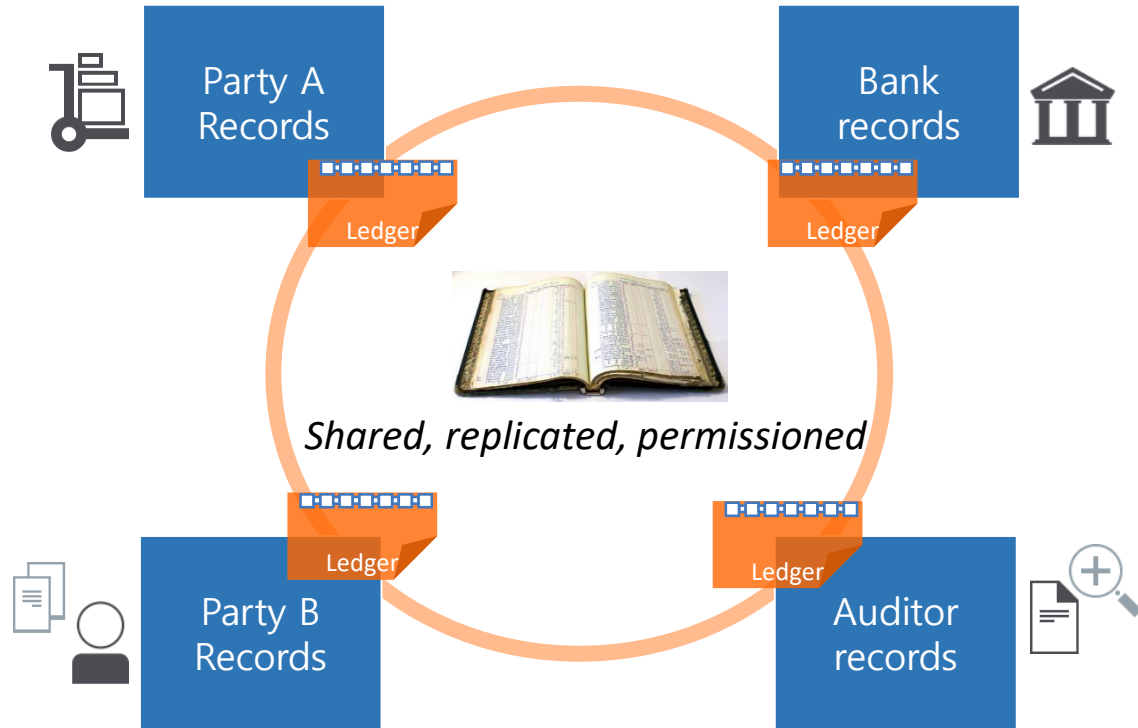 Party A
Records
Bank
records
Ledger
Ledger
Shared, replicated, permissioned
Ledger
Ledger
Party B
Records
Auditor
records